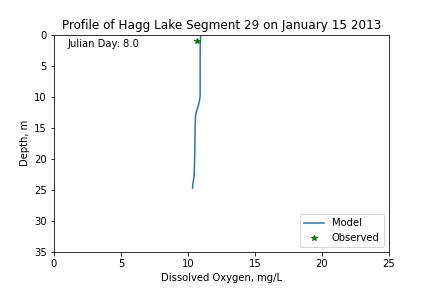 Profile of Hagg Lake Segment 29 on January 15 2013
Julian Day: 8.0
0
5
10
15
20
25
30
35
Depth, m
0 5 10 15 20 25
Dissolved Oxygen, mg/L
Model
Observed